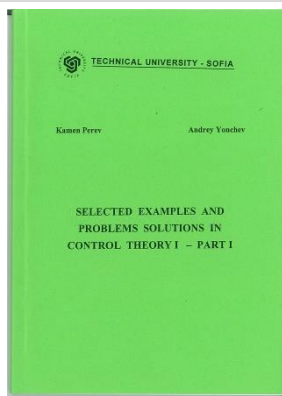 TECHNICAL UNIVERSITY - SOFIA
Kamen Perev Andrey Yonchev
SELECTED EXAMPLES AND
PROBLEMS SOLUTIONS IN
CONTROL THEORY I – PART I